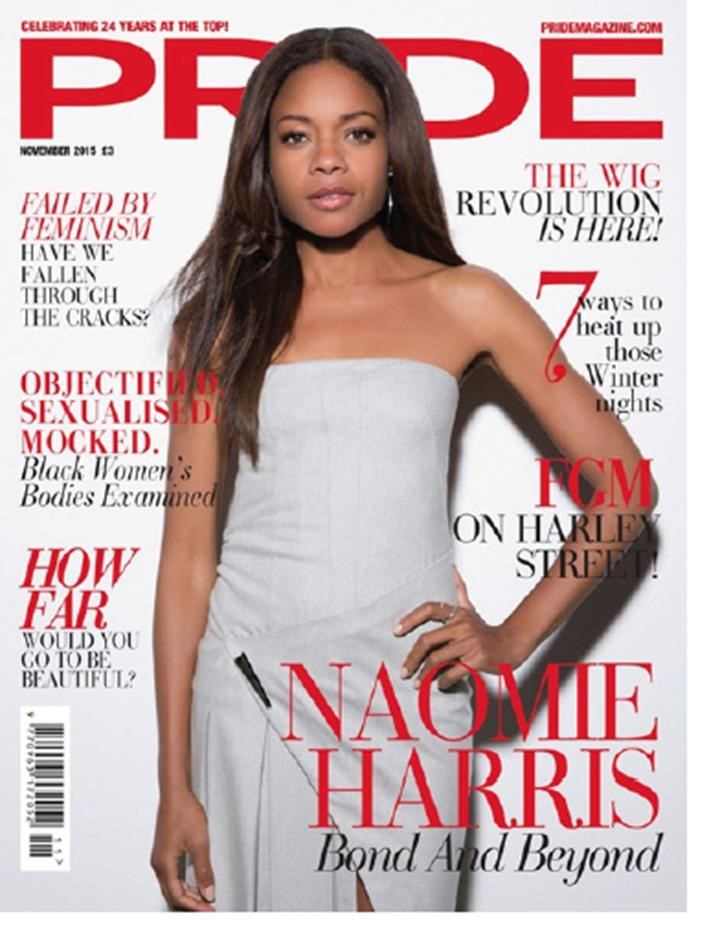 CELEBRATING 24 YEARS AT THE TOP!
PRIDEMAGAZINE.COM
PRIDE
NOVEMBER 2015 £3
FAILED BY
FEMINISM
HAVE WE
FALLEN
THROUGH
THE CRACKS?
OBJECTIFIED.
SEXUALISED.
MOCKED.
Black Women's
Bodies Examined
HOW
FAR
WOULD YOU
GO TO BE
BEAUTIFUL?
THE WIG
REVOLUTION
IS HERE!
7
ways to
heat up
those
Winter
nights
FGM
ON HARLEY
STREET!
NAOMIE
HARRIS
Bond And Beyond
11>